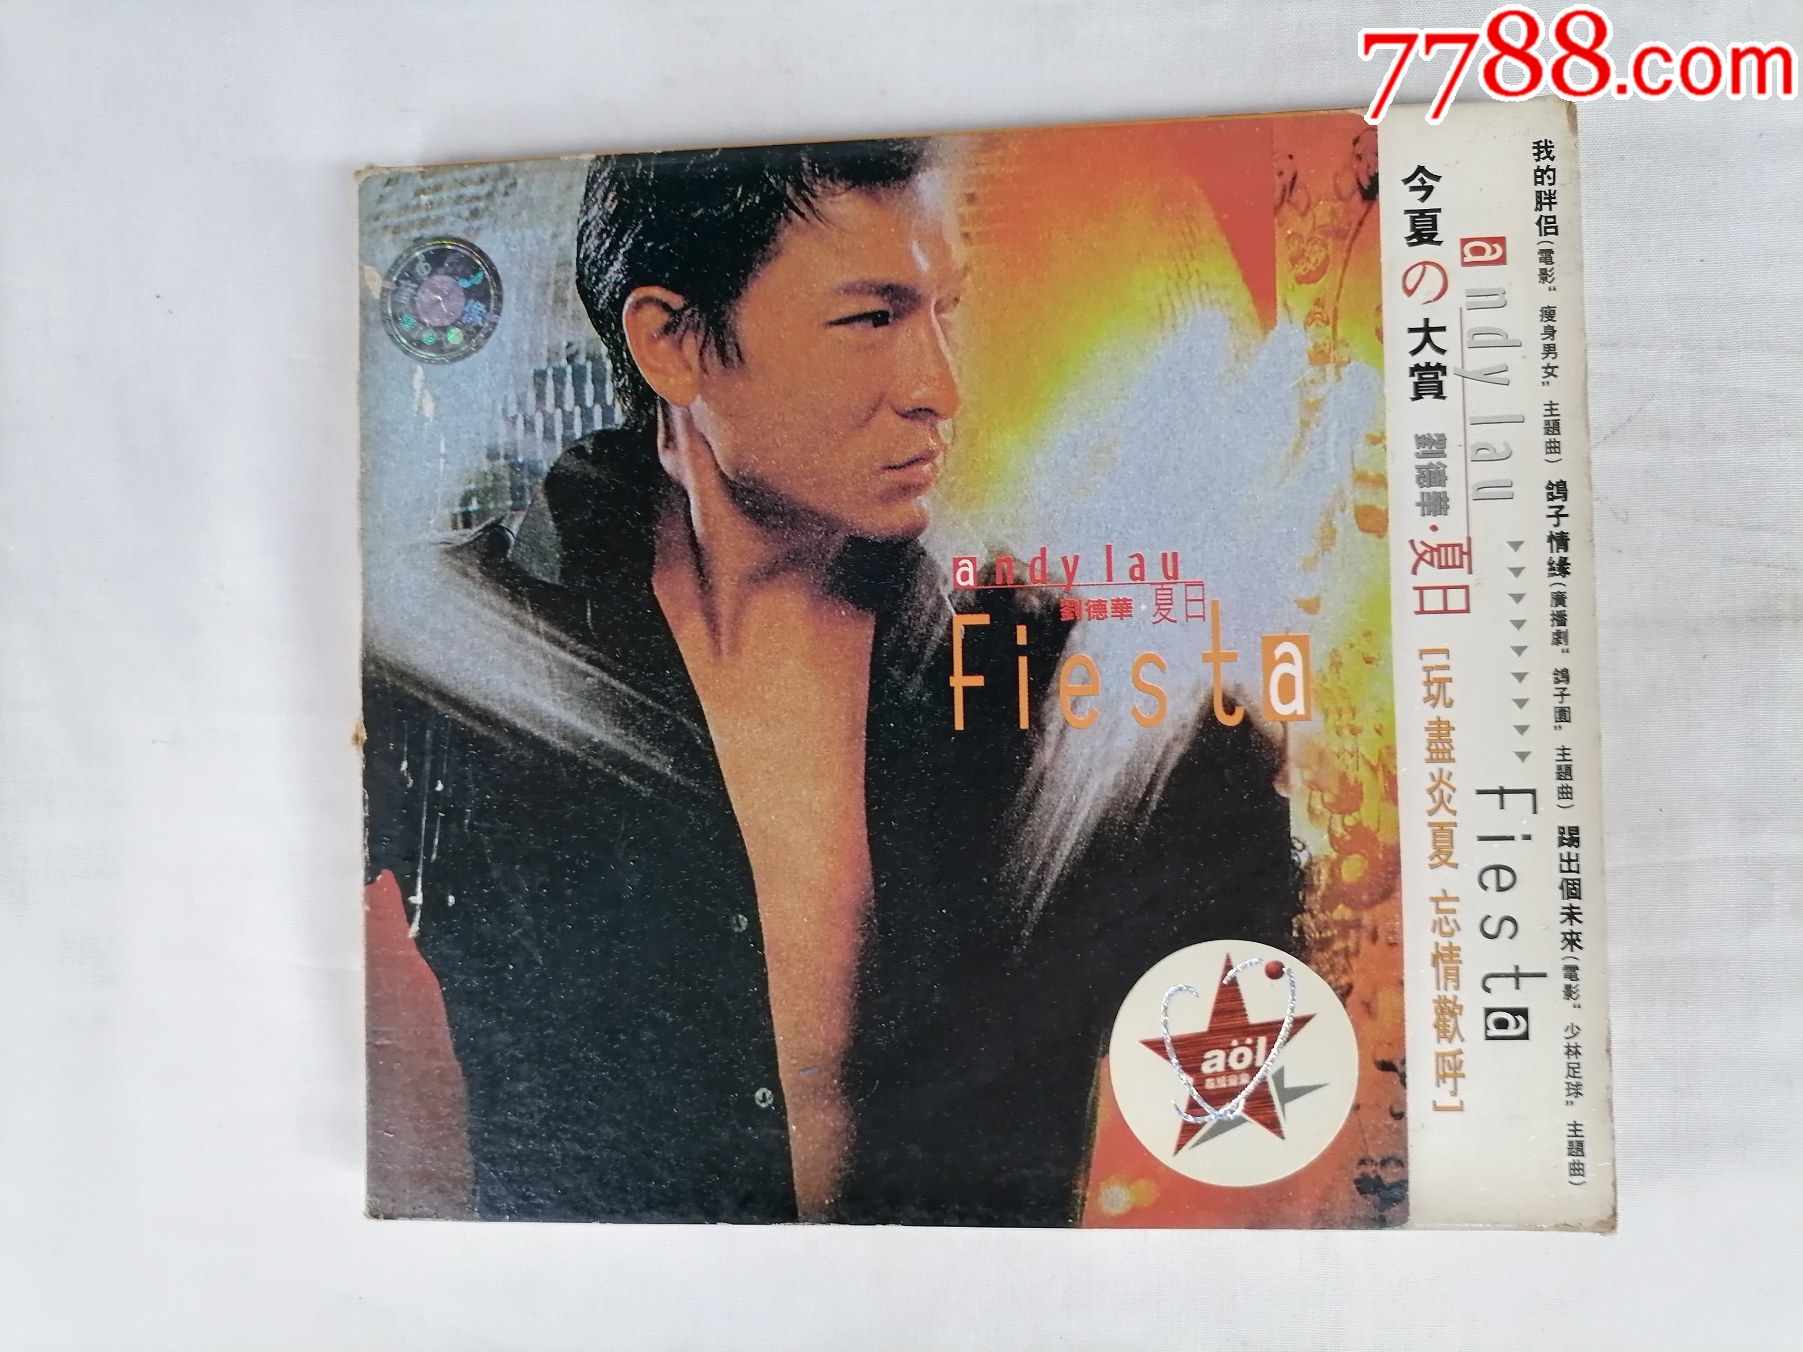 7788.com
andy lau
劉德華·夏日
Fiesta
aöl
我的胖侶(電影"瘦身男女"主題曲) 鴿子情緣(廣播劇"鴿子園"主題曲) 踢出個未來(電影"少林足球"主題曲)
andy lau Fiesta
今夏の大賞 劉德華·夏日 [玩盡炎夏 忘情歡呼]